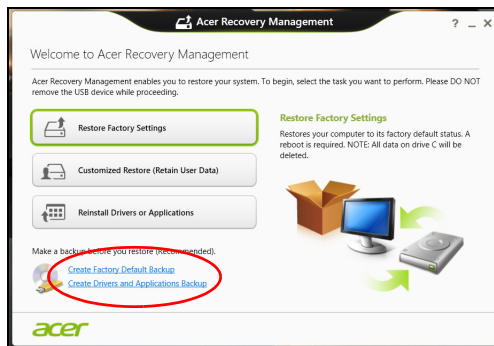 Acer Recovery Management
? _ X
Welcome to Acer Recovery Management
Acer Recovery Management enables you to restore your system. To begin, select the task you want to perform. Please DO NOT
remove the USB device while proceeding.
Restore Factory Settings
Customized Restore (Retain User Data)
Reinstall Drivers or Applications
Restore Factory Settings
Restores your computer to its factory default status. A
reboot is required. NOTE: All data on drive C will be
deleted.
Make a backup before you restore (Recommended).
Create Factory Default Backup
Create Drivers and Applications Backup
acer